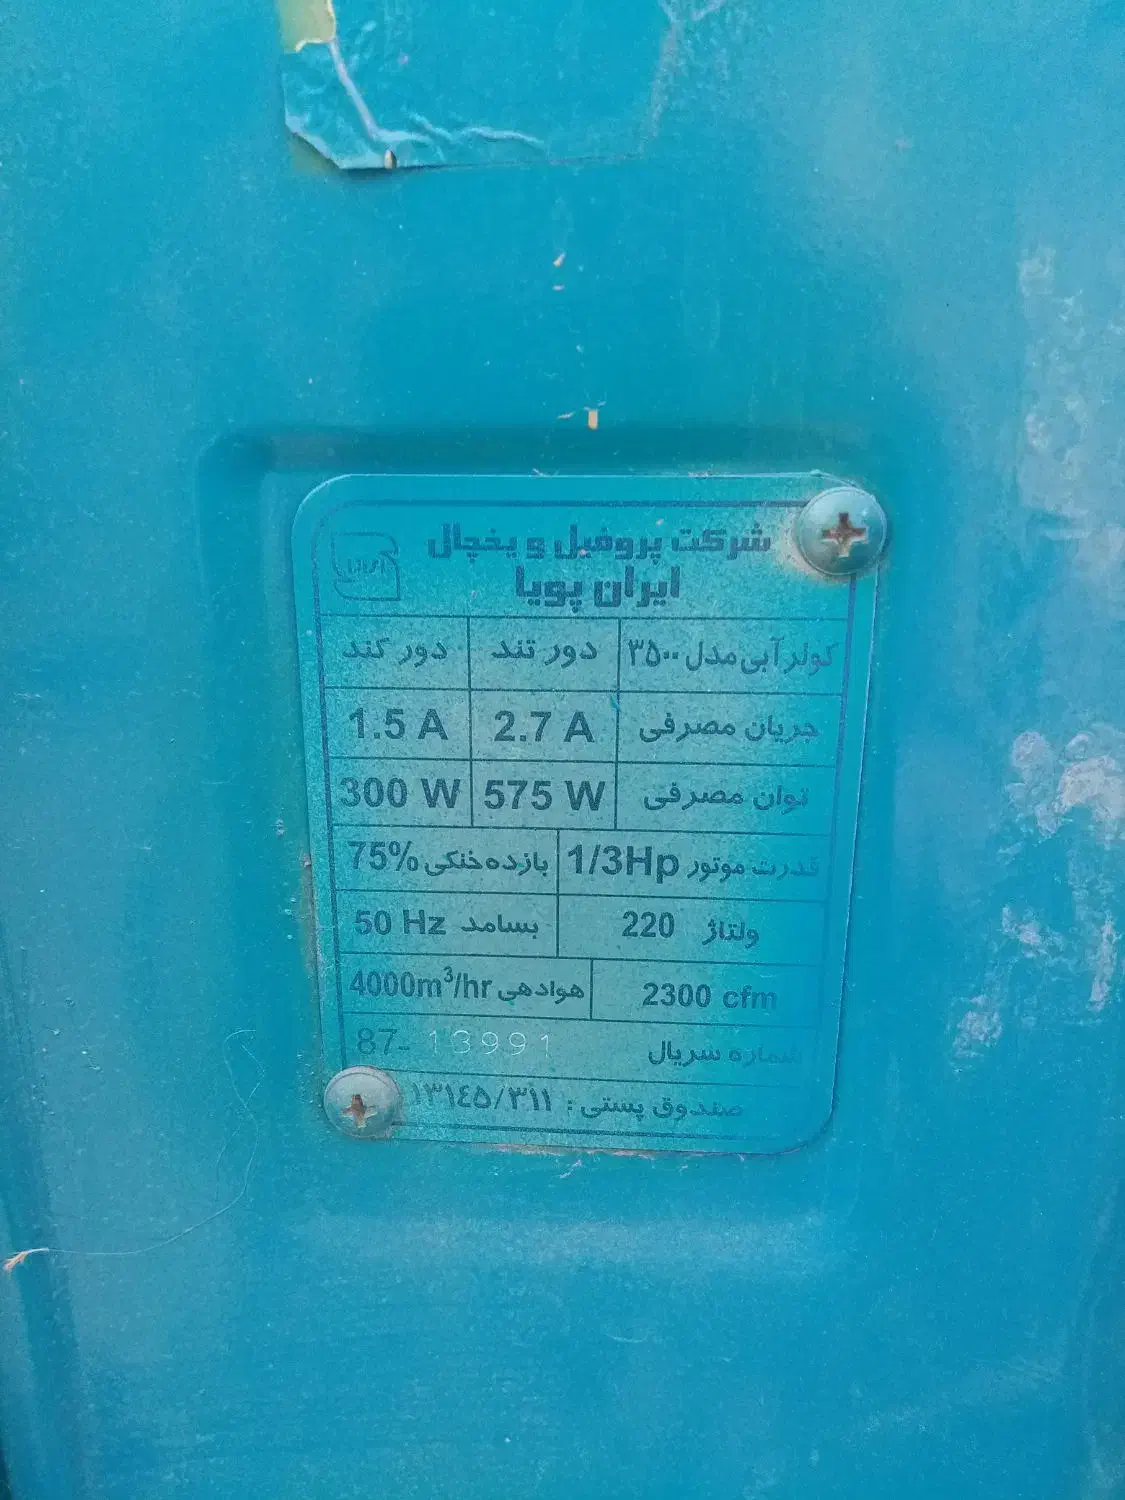 شرکت پروفیل و یخچال
ایران پویا
کولر آبی مدل ۳۵۰۰ دور تند دور کند
جریان مصرفی 2.7 A 1.5 A
توان مصرفی 575 W 300 W
قدرت موتور 1/3Hp بازده خنکی 75%
ولتاژ 220 بسامد 50 Hz
2300 cfm هوادهی 4000m³/hr
شماره سریال 87-13991
صندوق پستی : ۱۳۱٤۵/۳۱۱